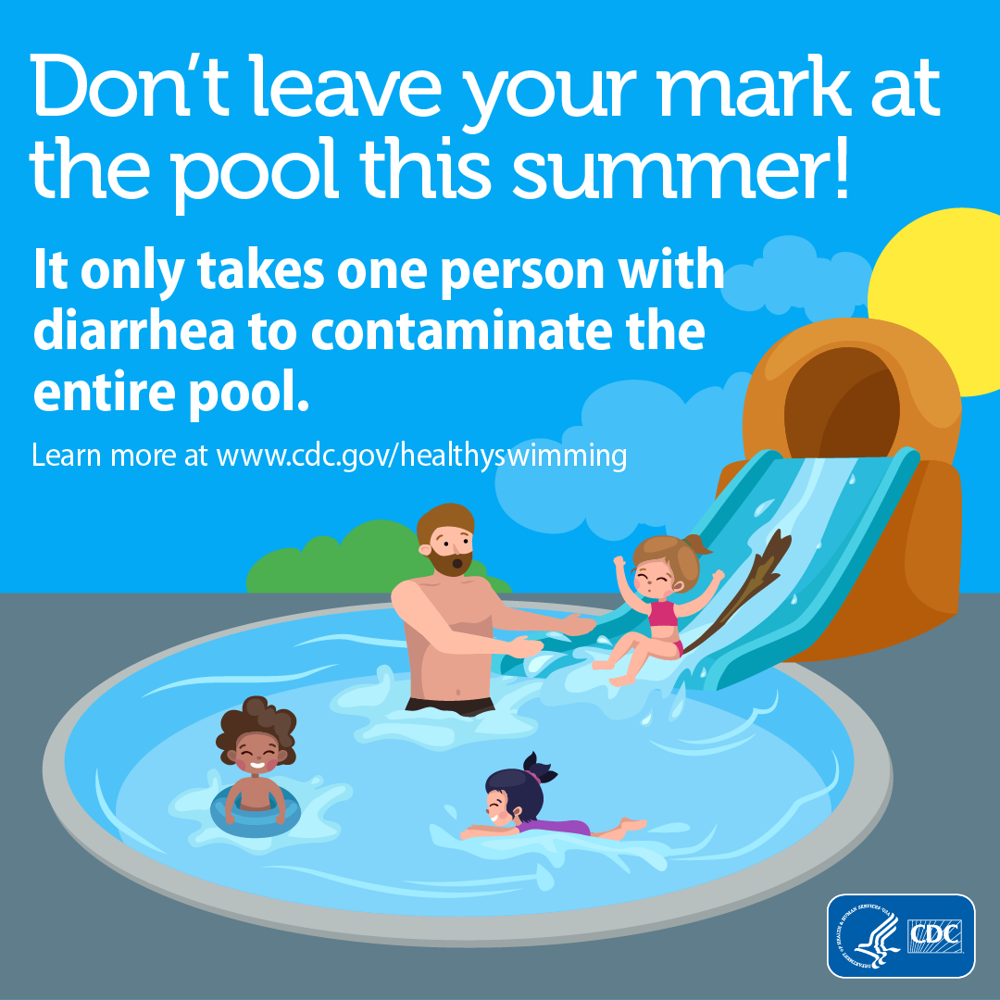 Don't leave your mark at
the pool this summer!
It only takes one person with
diarrhea to contaminate the
entire pool.
Learn more at www.cdc.gov/healthyswimming
DEPARTMENT OF HEALTH & HUMAN SERVICES • USA
CDC